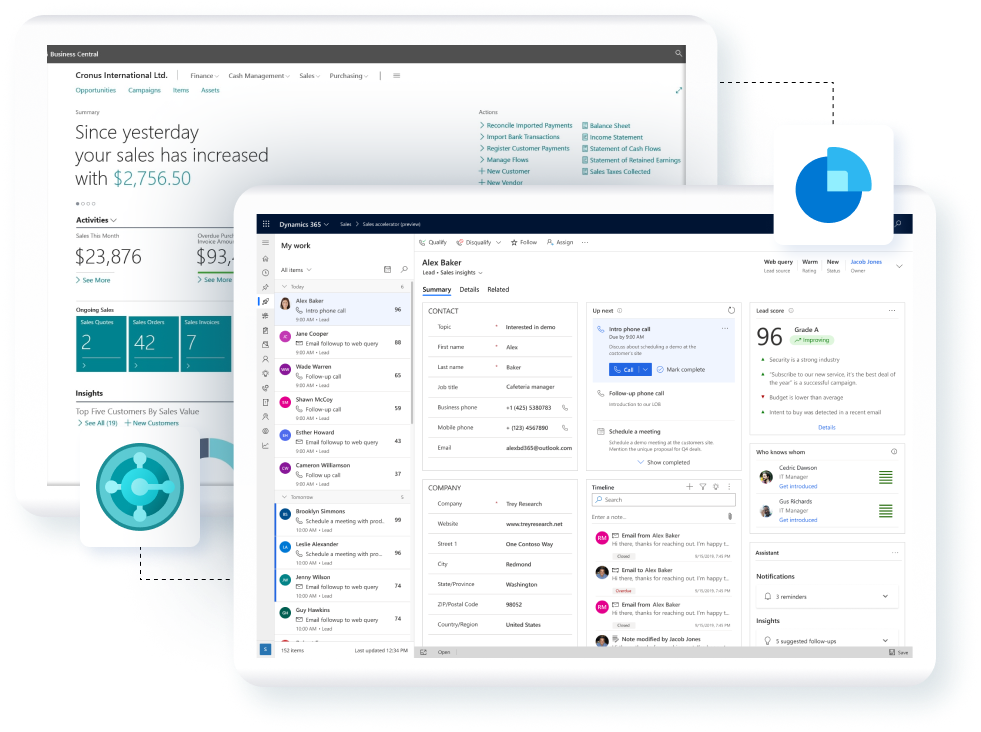 Business Central
Cronus International Ltd.
Finance
Cash Management
Sales
Purchasing
Opportunities
Campaigns
Items
Assets
Summary
Since yesterday
your sales has increased
with $2,756.50
Actions
Reconcile Imported Payments
Import Bank Transactions
Register Customer Payments
Manage Flows
New Customer
New Vendor
Balance Sheet
Income Statement
Statement of Cash Flows
Statement of Retained Earnings
Sales Taxes Collected
Activities
Sales This Month
$23,876
See More
Overdue
$93,
See More
Ongoing Sales
Sales Quotes
2
Sales Orders
42
Sales Invoices
7
Insights
Top Five Customers By Sales Value
See All (19)
New Customers
Dynamics 365
Sales
Sales accelerator (preview)
My work
All items
Today
6
Alex Baker
Intro phone call
96
9:00 AM • Lead
Jane Cooper
Email followup to web query
88
9:00 AM • Lead
Wade Warren
Follow-up call
65
9:00 AM • Lead
Shawn McCoy
Follow-up call
59
9:00 AM • Lead
Esther Howard
Email followup to web query
43
9:00 AM • Lead
Cameron Williamson
Follow up call
37
9:00 AM • Lead
Tomorrow
5
Brooklyn Simmons
Schedule a meeting with prod..
99
10:00 AM • Lead
Leslie Alexander
Schedule a meeting with pro...
96
10:00 AM • Lead
Jenny Wilson
Email followup to web query
74
10:00 AM • Lead
Guy Hawkins
Email followup to web query
74
10:00 AM • Lead
S
152 items
Last updated 12:34 PM
Qualify
Disqualify
Follow
Assign
Alex Baker
Lead • Sales insights
Web query
Lead source
Warm
Rating
New
Status
Jacob Jones
Owner
Summary
Details
Related
CONTACT
Topic * Interested in demo
First name * Alex
Last name * Baker
Job title Cafeteria manager
Business phone +1 (425) 5380783
Mobile phone + (123) 4567890
Email alexbd365@outlook.com
COMPANY
Company * Trey Research
Website www.treyresearch.net
Street 1 One Contoso Way
City Redmond
State/Province Washington
ZIP/Postal Code 98052
Country/Region United States
Up next
Intro phone call
Due by 9:00 AM
Discuss about scheduling a demo at the
customer's site.
Call
Mark complete
Follow-up phone call
Introduction to our LOB
Schedule a meeting
Schedule a demo meeting at the customers site.
Mention the unique proposal for Q4 deals.
Show completed
Timeline
Search
Enter a note...
RM
Email from Alex Baker
Hi there, thanks for reaching out. I'm happy t...
Closed
9/15/2019, 7:45 PM
Email to Alex Baker
Hi there, thanks for reaching out. I'm happy t...
Overdue
9/15/2019, 7:45 PM
RM
Email from Alex Baker
Hi there, thanks for reaching out. I'm happy t...
Closed
9/15/2019, 7:45 PM
Note modified by Jacob Jones
Lead score
96
Grade A
Improving
Security is a strong industry
"Subscribe to our new service, it's the best deal of
the year" is a successful campaign.
Budget is lower than average
Intent to buy was detected in a recent email
Details
Who knows whom
Cedric Dawson
IT Manager
Get introduced
Gus Richards
IT Manager
Get introduced
Assistant
Notifications
3 reminders
Insights
5 suggested follow-ups
Open
Save